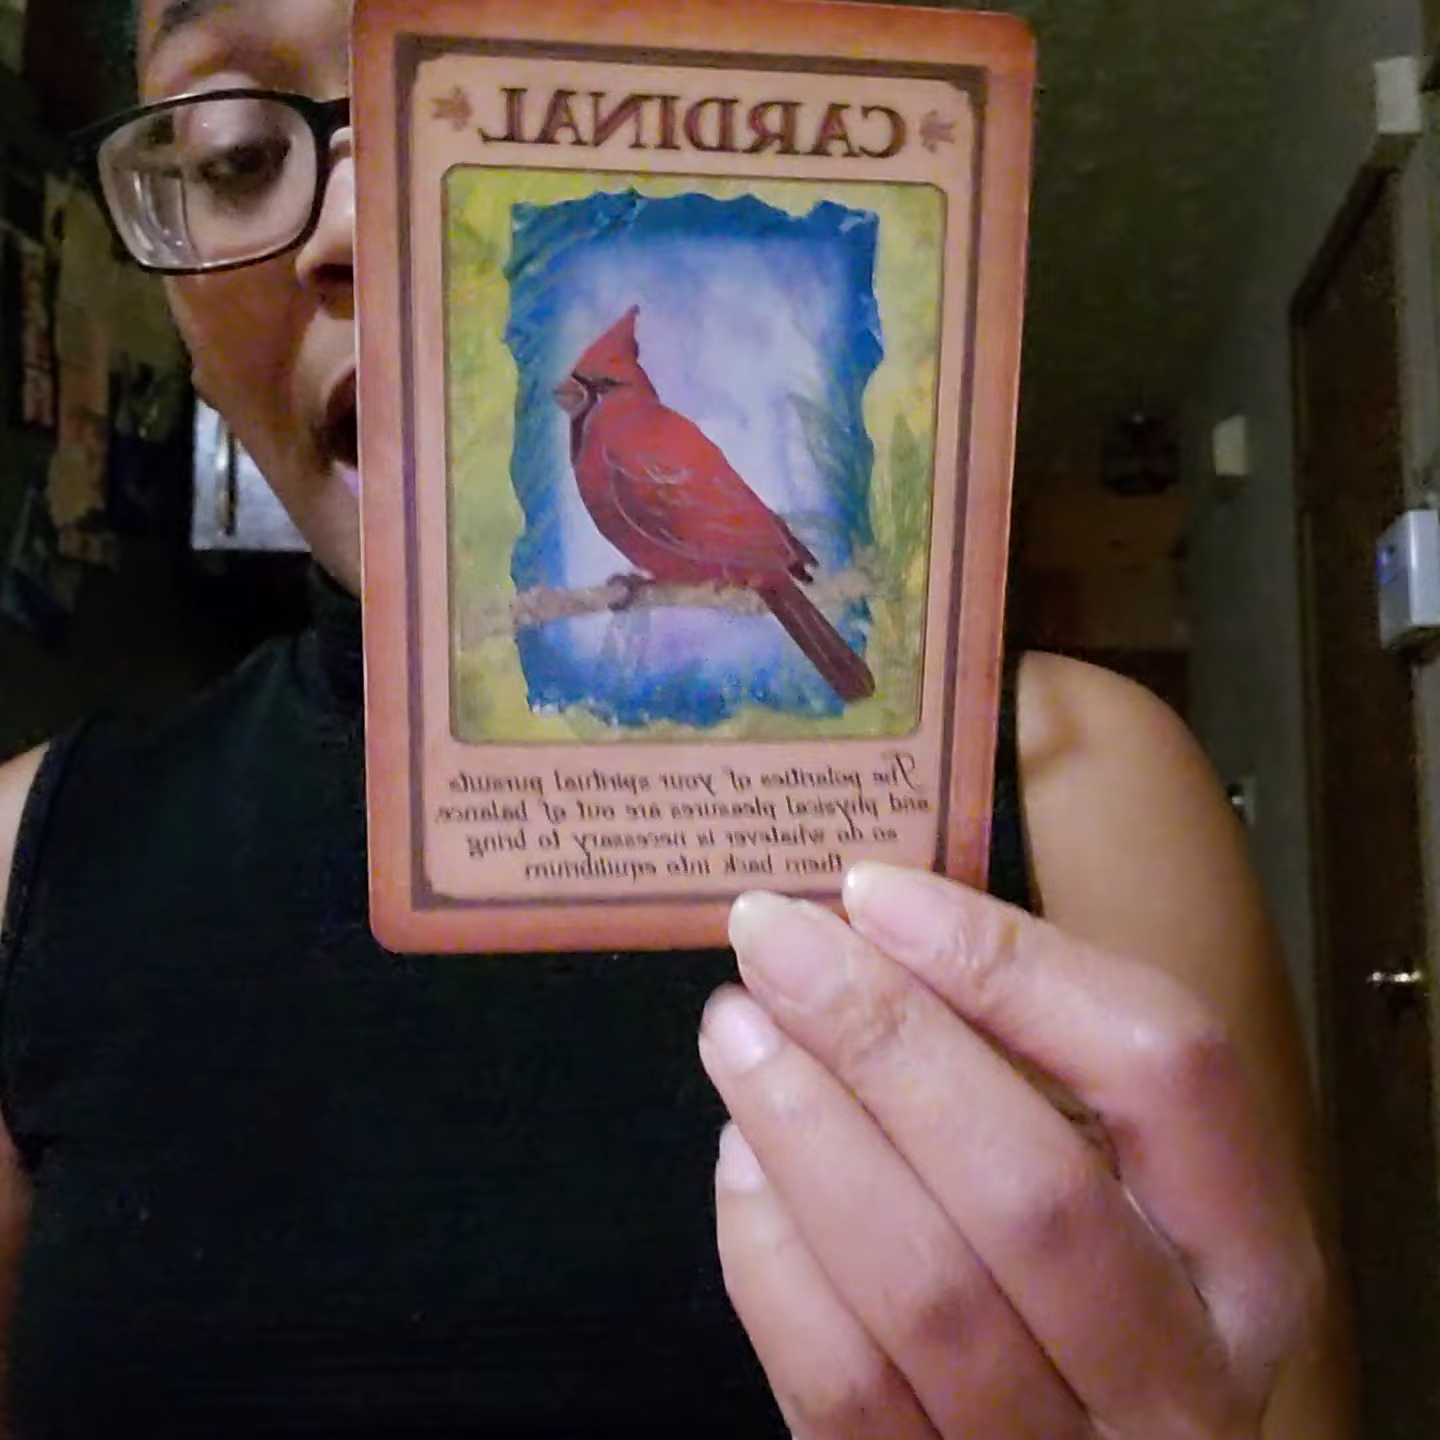 CARDINAL
The polarities of your spiritual pursuits
and physical pleasures are out of balance,
so do whatever is necessary to bring
them back into equilibrium